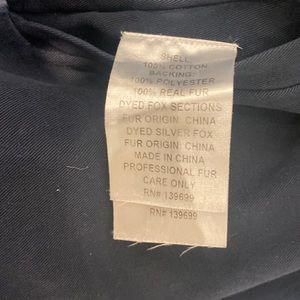 SHELL:
100% COTTON
BACKING:
100% POLYESTER
100% REAL FUR
DYED FOX SECTIONS
FUR ORIGIN: CHINA
DYED SILVER FOX
FUR ORIGIN: CHINA
MADE IN CHINA
PROFESSIONAL FUR
CARE ONLY
RN# 139699
RN# 139699